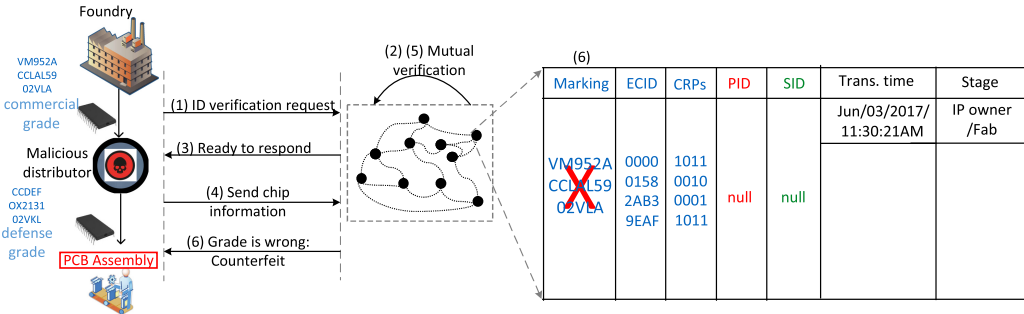 Foundry
VM952A
CCLAL59
02VLA
commercial
grade
Malicious
distributor
CCDEF
OX2131
02VKL
defense
grade
PCB Assembly
(1) ID verification request
(3) Ready to respond
(4) Send chip
information
(6) Grade is wrong:
Counterfeit
(2) (5) Mutual
verification
(6)
Marking ECID CRPs PID SID Trans. time Stage
Jun/03/2017/ IP owner
11:30:21AM /Fab
VM952A 0000 1011
CCLAL59 0158 0010
02VLA 2AB3 0001
9EAF 1011
null null